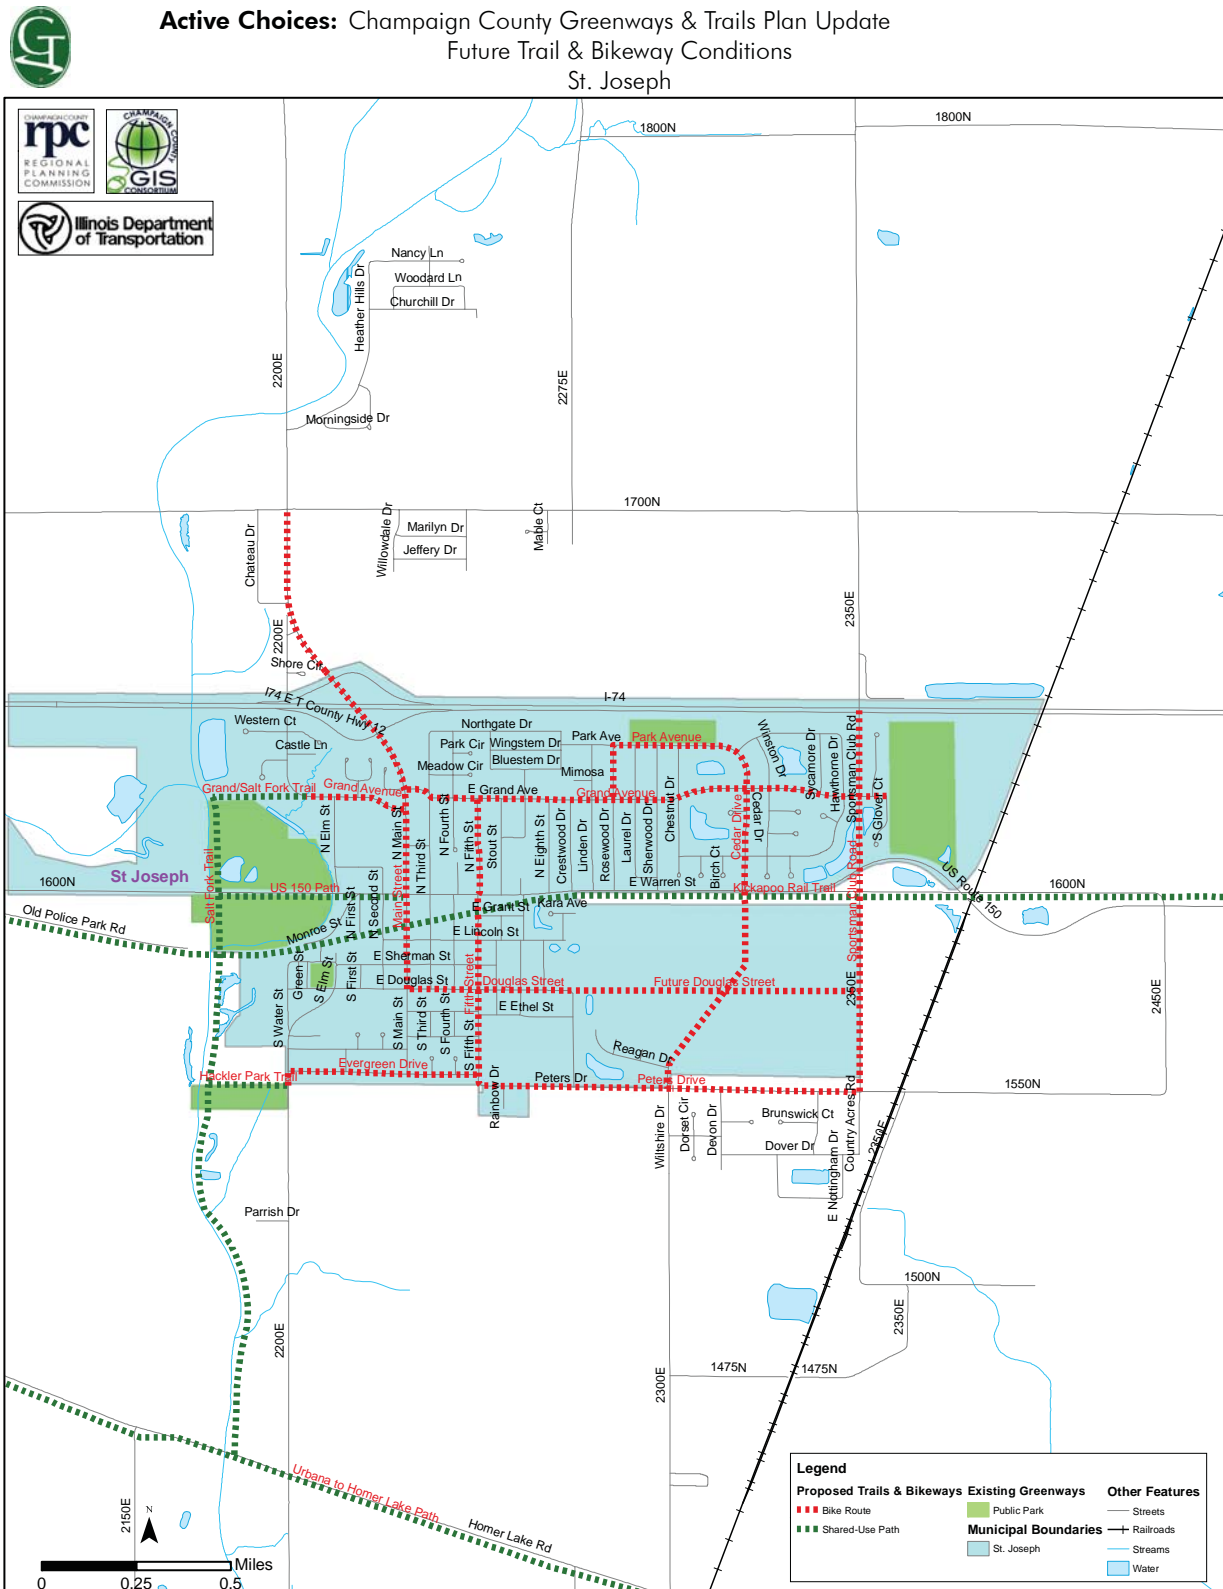 Active Choices: Champaign County Greenways & Trails Plan Update
Future Trail & Bikeway Conditions
St. Joseph
CHAMPAIGN COUNTY
rpc
REGIONAL
PLANNING
COMMISSION
CHAMPAIGN COUNTY
GIS
CONSORTIUM
Illinois Department
of Transportation
1800N
1800N
Nancy Ln
Woodard Ln
Churchill Dr
Heather Hills Dr
2200E
2275E
Morningside Dr
1700N
Chateau Dr
Willowdale Dr
Marilyn Dr
Jeffery Dr
Mable Ct
2350E
2200E
Shore Cir
I-74
I74 E T County Hwy 12
Western Ct
Castle Ln
Northgate Dr
Park Cir
Wingstem Dr
Park Ave
Park Avenue
Bluestem Dr
Meadow Cir
Mimosa
Winston Dr
Sycamore Dr
Hawthorne Dr
Sportsman Club Rd
Grand/Salt Fork Trail
Grand Avenue
E Grand Ave
Grand Avenue
Chestnut Dr
Cedar Drive
Cedar Dr
S Glover Ct
N Elm St
N Main St
N Third St
N Fourth St
N Fifth St
Stout St
N Eighth St
Crestwood Dr
Linden Dr
Rosewood Dr
Laurel Dr
Sherwood Dr
Birch Ct
St Joseph
Salt Fork Trail
1600N
US 150 Path
E Warren St
Kickapoo Rail Trail
US Route 150
1600N
Old Police Park Rd
Monroe St
N First St
N Second St
Main Street
E Grant St
Kara Ave
E Lincoln St
Sportsman Club Road
Green St
S Elm St
S First St
E Sherman St
E Douglas St
Fifth Street
Douglas Street
Future Douglas Street
2350E
2450E
S Water St
S Main St
S Third St
S Fourth St
S Fifth St
E Ethel St
Reagan Dr
Evergreen Drive
Hackler Park Trail
Rainbow Dr
Peters Dr
Peters Drive
1550N
Wiltshire Dr
Dorset Cir
Devon Dr
Brunswick Ct
Dover Dr
E Nottingham Dr
Country Acres Rd
2350E
Parrish Dr
1500N
2350E
2200E
2300E
1475N
1475N
Urbana to Homer Lake Path
Homer Lake Rd
2150E
N
Miles
0
0.25
0.5
Legend
Proposed Trails & Bikeways
Bike Route
Shared-Use Path
Existing Greenways
Public Park
Municipal Boundaries
St. Joseph
Other Features
Streets
Railroads
Streams
Water